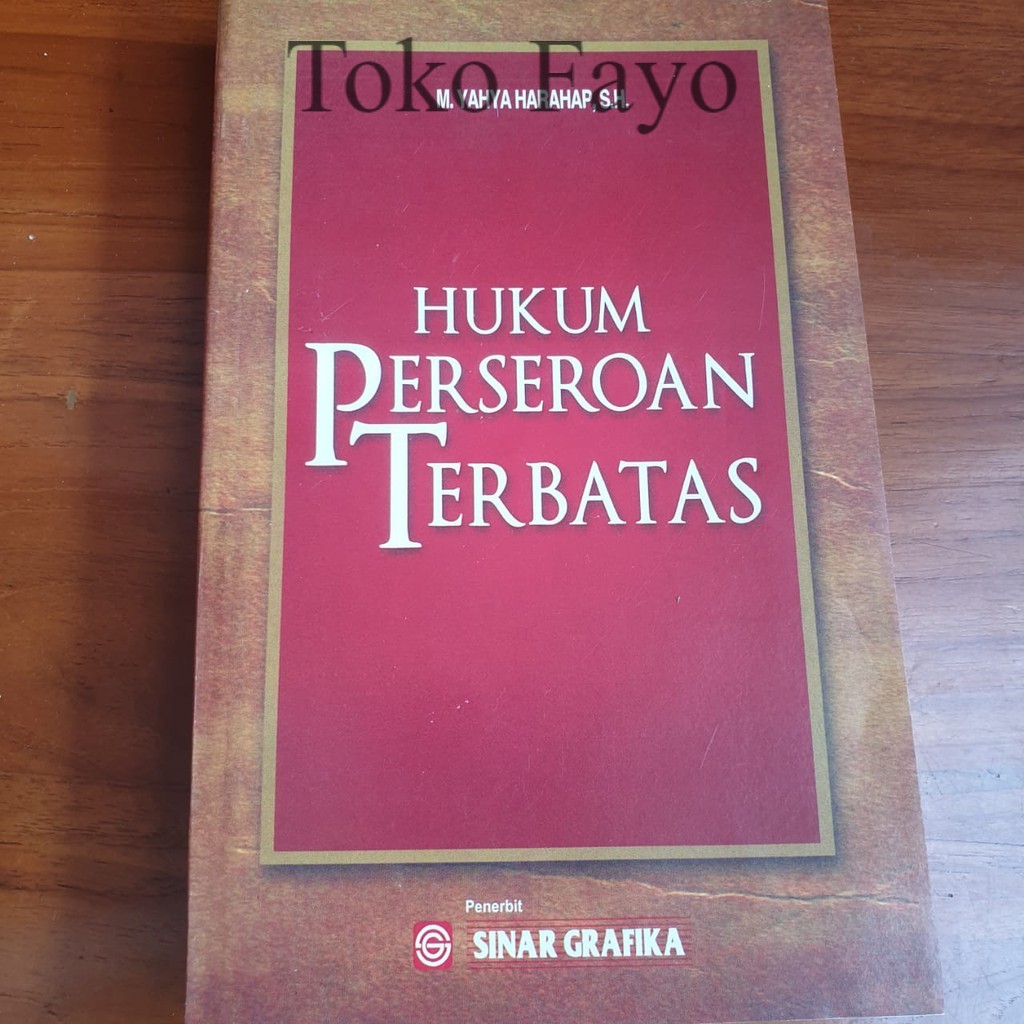 Toko Fayo
M. YAHYA HARAHAP, S.H.
HUKUM
PERSEROAN
TERBATAS
Penerbit
SINAR GRAFIKA